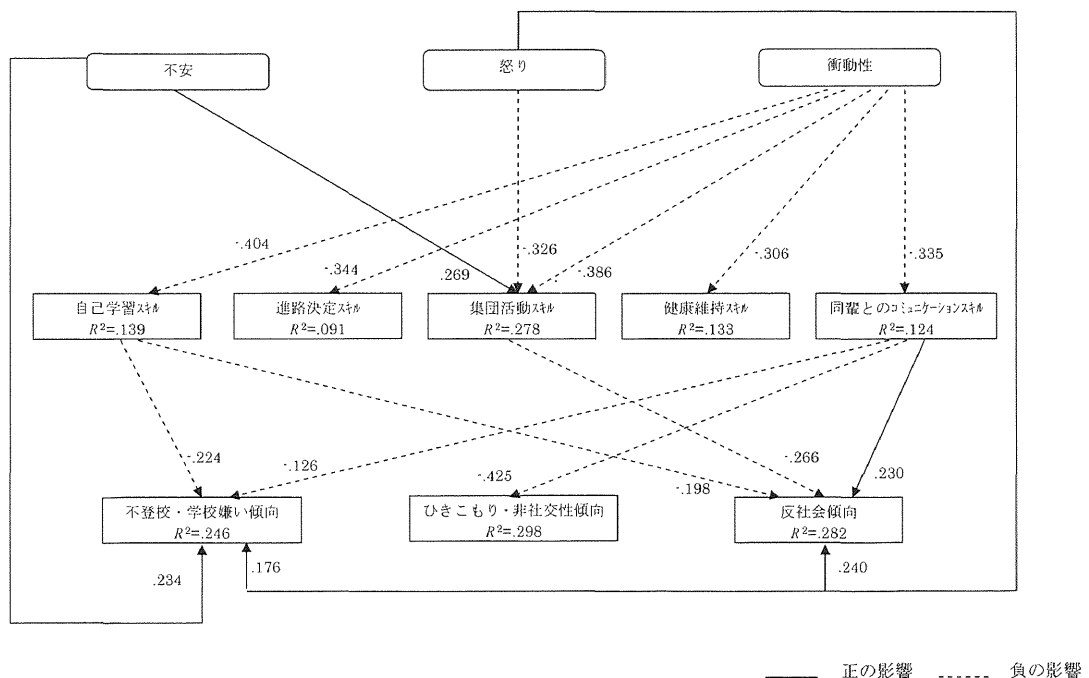 不安
怒り
衝動性
-.404
-.344
.269
-.326
-.386
-.306
-.335
自己学習スキル
R²=.139
進路決定スキル
R²=.091
集団活動スキル
R²=.278
健康維持スキル
R²=.133
同輩とのコミュニケーションスキル
R²=.124
-.224
-.126
-.425
-.198
-.266
.230
不登校・学校嫌い傾向
R²=.246
ひきこもり・非社交性傾向
R²=.298
反社会傾向
R²=.282
.234
.176
.240
正の影響
負の影響